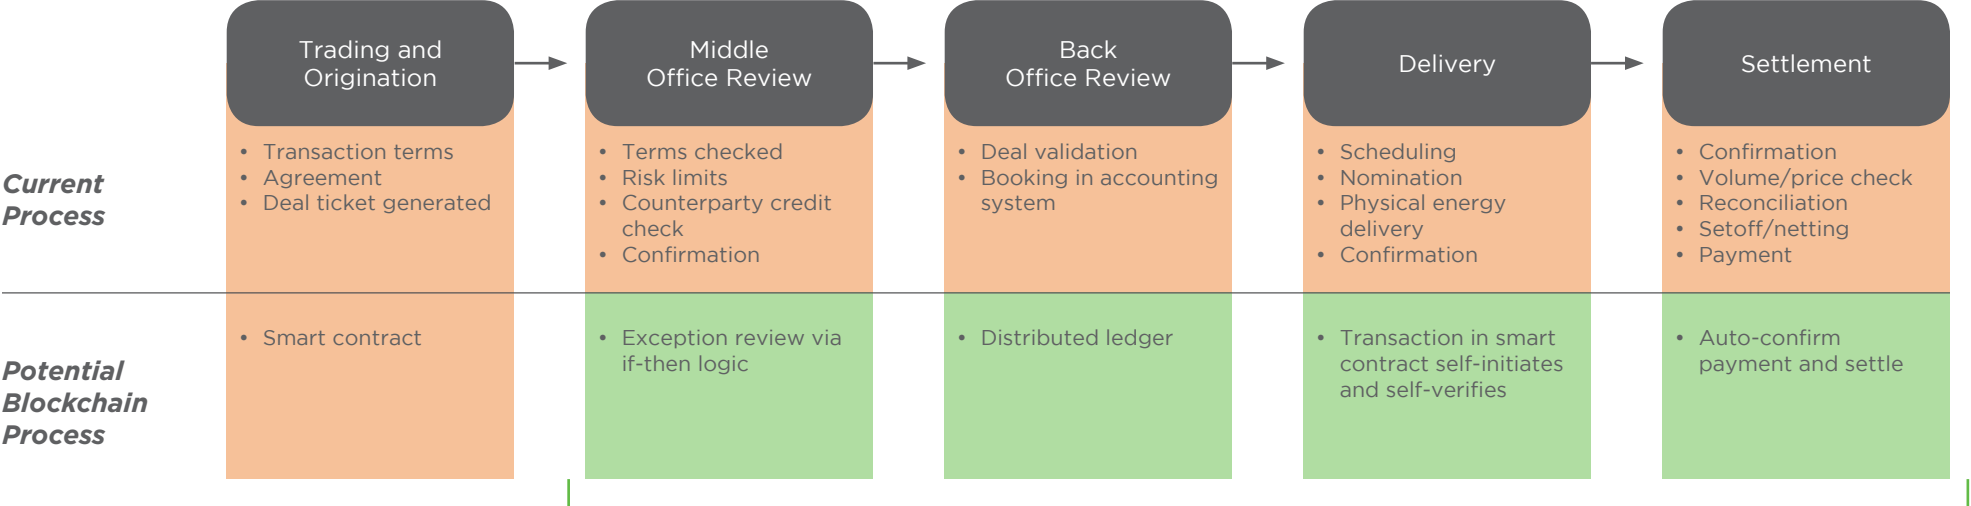 Trading and
Origination
Middle
Office Review
Back
Office Review
Delivery
Settlement
Current
Process
• Transaction terms
• Agreement
• Deal ticket generated
• Terms checked
• Risk limits
• Counterparty credit
check
• Confirmation
• Deal validation
• Booking in accounting
system
• Scheduling
• Nomination
• Physical energy
delivery
• Confirmation
• Confirmation
• Volume/price check
• Reconciliation
• Setoff/netting
• Payment
Potential
Blockchain
Process
• Smart contract
• Exception review via
if-then logic
• Distributed ledger
• Transaction in smart
contract self-initiates
and self-verifies
• Auto-confirm
payment and settle